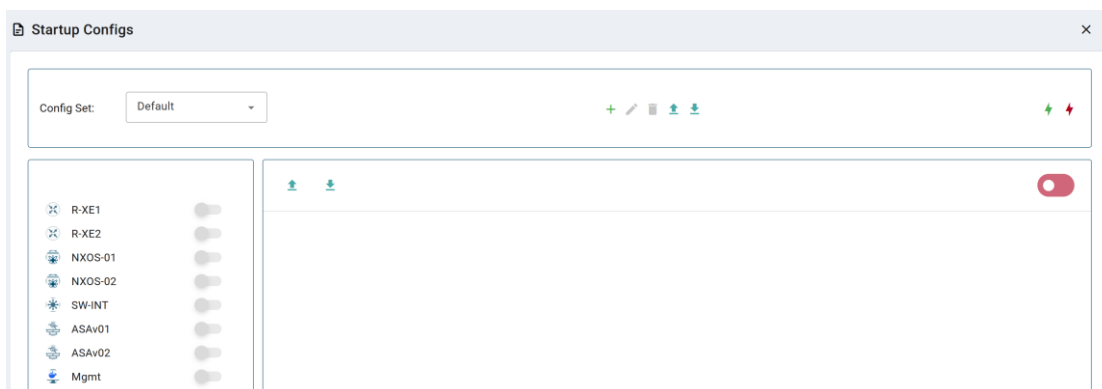 Startup Configs
Config Set:
Default
R-XE1
R-XE2
NXOS-01
NXOS-02
SW-INT
ASAv01
ASAv02
Mgmt